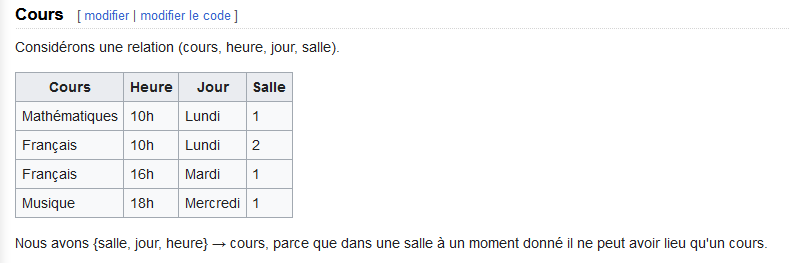 Cours [ modifier | modifier le code ]
Considérons une relation (cours, heure, jour, salle).
Cours Heure Jour Salle
Mathématiques 10h Lundi 1
Français 10h Lundi 2
Français 16h Mardi 1
Musique 18h Mercredi 1
Nous avons {salle, jour, heure} → cours, parce que dans une salle à un moment donné il ne peut avoir lieu qu'un cours.